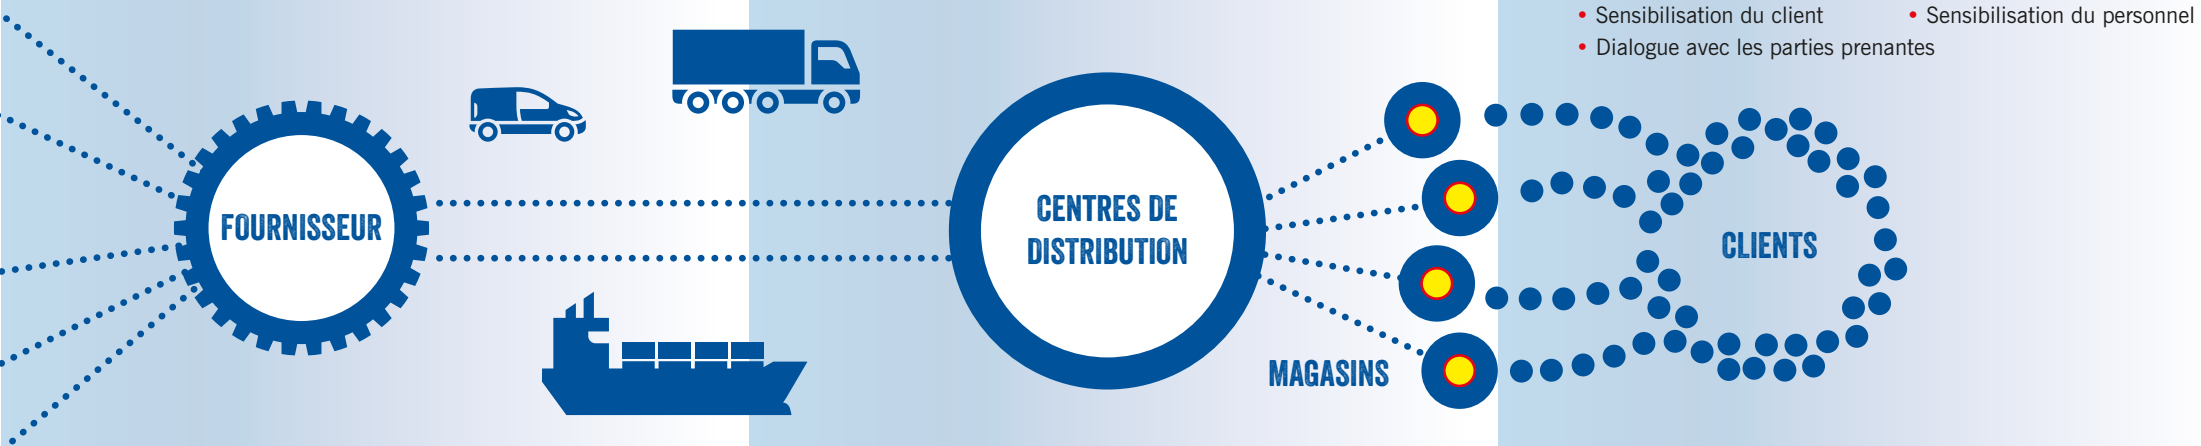 • Sensibilisation du client • Sensibilisation du personnel
• Dialogue avec les parties prenantes
FOURNISSEUR
CENTRES DE
DISTRIBUTION
CLIENTS
MAGASINS